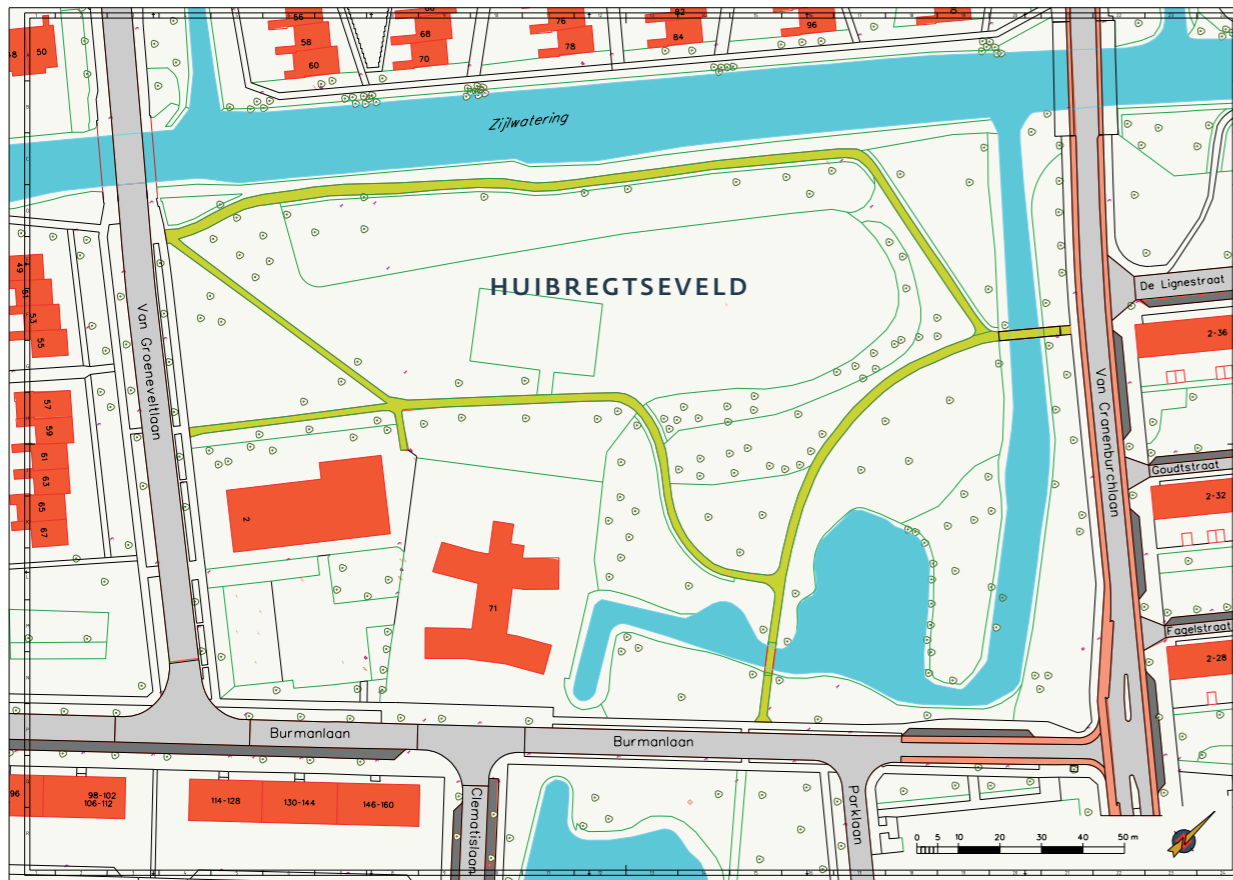 56
58
60
68
70
76
78
82
84
96
50
Zijlwatering
HUIBREGTSEVELD
De Lignestraat
2-36
49
51
53
55
Van Groeneveltlaan
Van Cranenburchlaan
57
59
61
63
65
67
Goudtstraat
2-32
2
71
Fagelstraat
2-28
Burmanlaan
Burmanlaan
96
98-102
106-112
114-128
130-144
146-160
Clematislaan
Parklaan
0 5 10 20 30 40 50 m